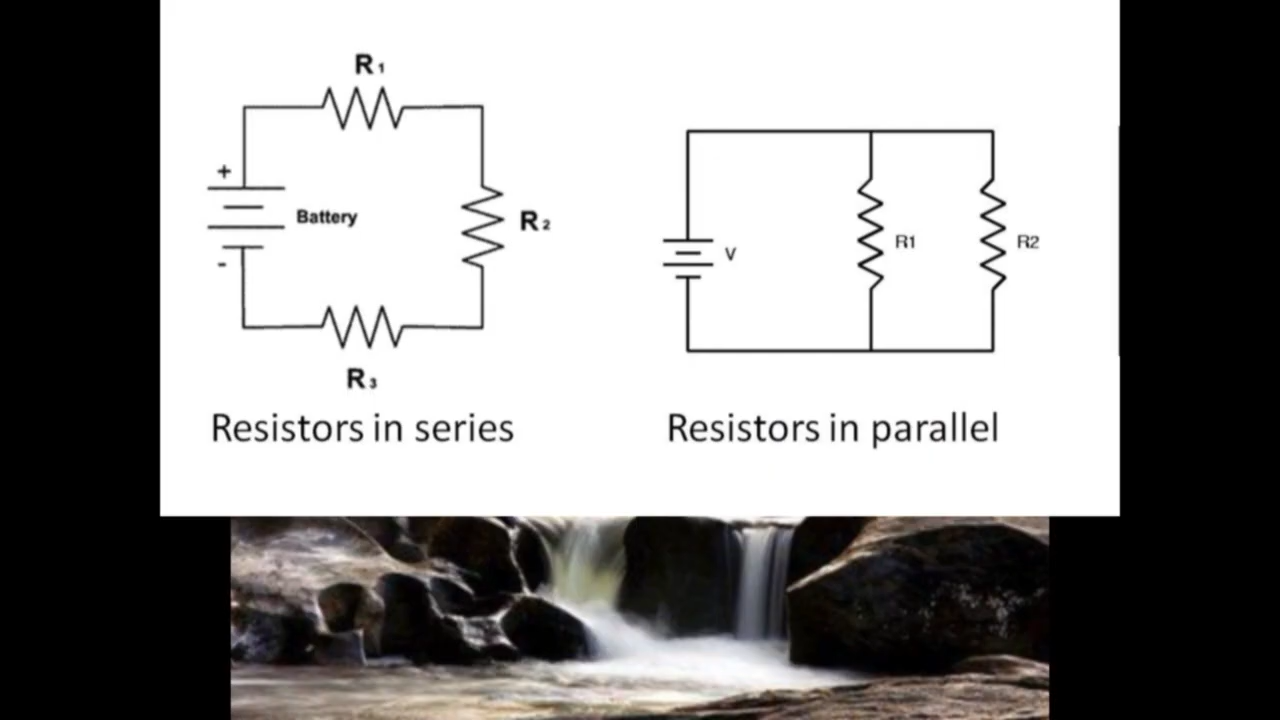 R₁
+
Battery
R₂
-
R₃
Resistors in series
V
R1
R2
Resistors in parallel